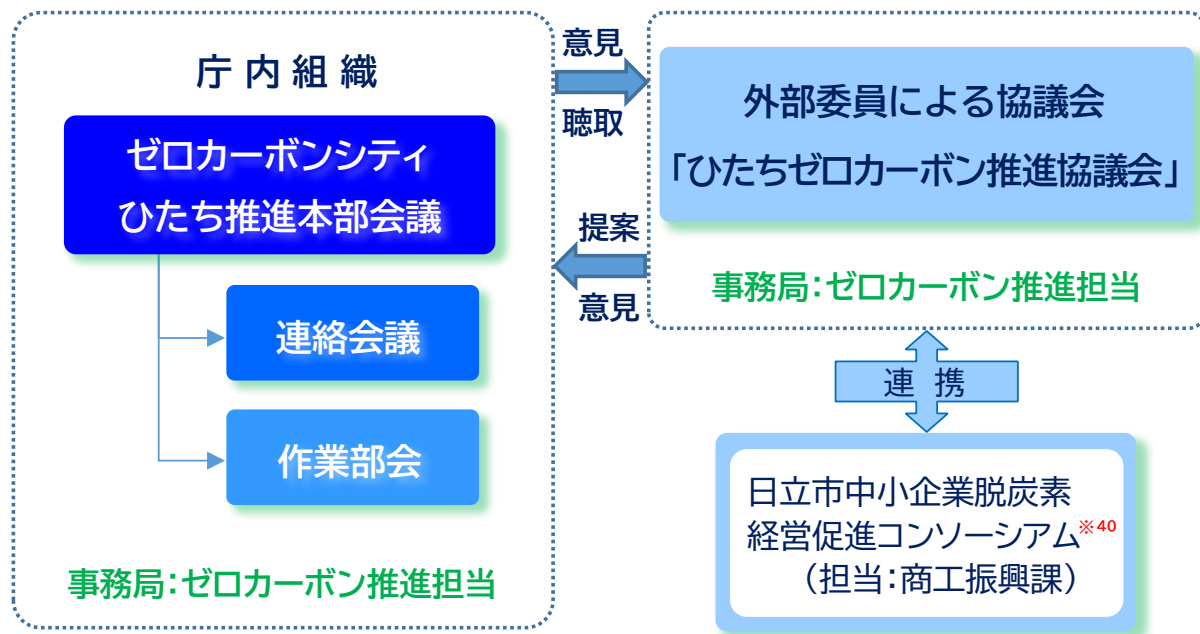 庁内組織
ゼロカーボンシティ
ひたち推進本部会議
連絡会議
作業部会
事務局：ゼロカーボン推進担当
意見
聴取
提案
意見
外部委員による協議会
「ひたちゼロカーボン推進協議会」
事務局：ゼロカーボン推進担当
連携
日立市中小企業脱炭素
経営促進コンソーシアム※40
（担当：商工振興課）